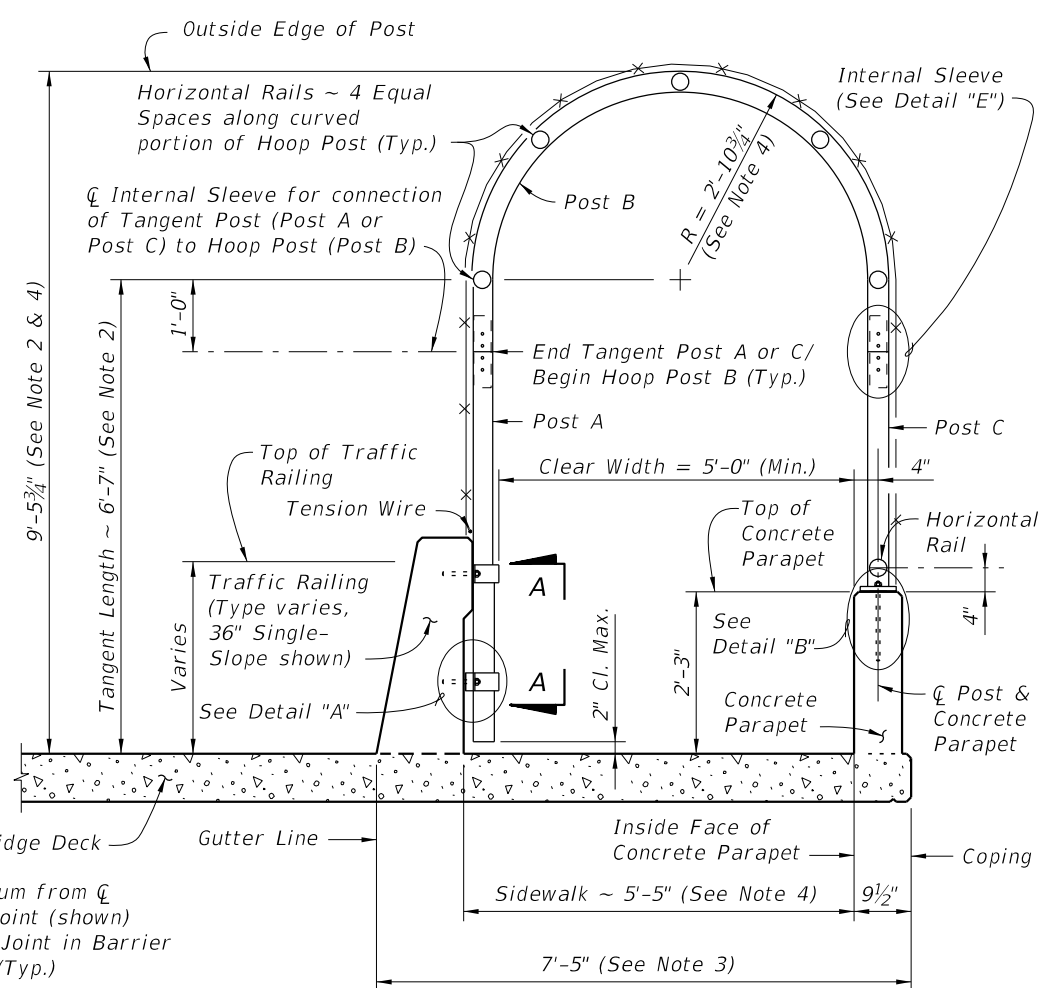 Outside Edge of Post
Horizontal Rails ~ 4 Equal
Spaces along curved
portion of Hoop Post (Typ.)
Internal Sleeve
(See Detail "E")
℄ Internal Sleeve for connection
of Tangent Post (Post A or
Post C) to Hoop Post (Post B)
Post B
R = 2'-10¾"
(See Note 4)
9'-5¾" (See Note 2 & 4)
Tangent Length ~ 6'-7" (See Note 2)
1'-0"
End Tangent Post A or C/
Begin Hoop Post B (Typ.)
Post A
Post C
Clear Width = 5'-0" (Min.)
4"
Top of Traffic
Railing
Tension Wire
Top of
Concrete
Parapet
Horizontal
Rail
Traffic Railing
(Type varies,
36" Single-
Slope shown)
Varies
A
A
See Detail "A"
2" Cl. Max.
2'-3"
See
Detail "B"
4"
Concrete
Parapet
℄ Post &
Concrete
Parapet
idge Deck
Gutter Line
Inside Face of
Concrete Parapet
Coping
um from ℄
oint (shown)
Joint in Barrier
(Typ.)
Sidewalk ~ 5'-5" (See Note 4)
9½"
7'-5" (See Note 3)